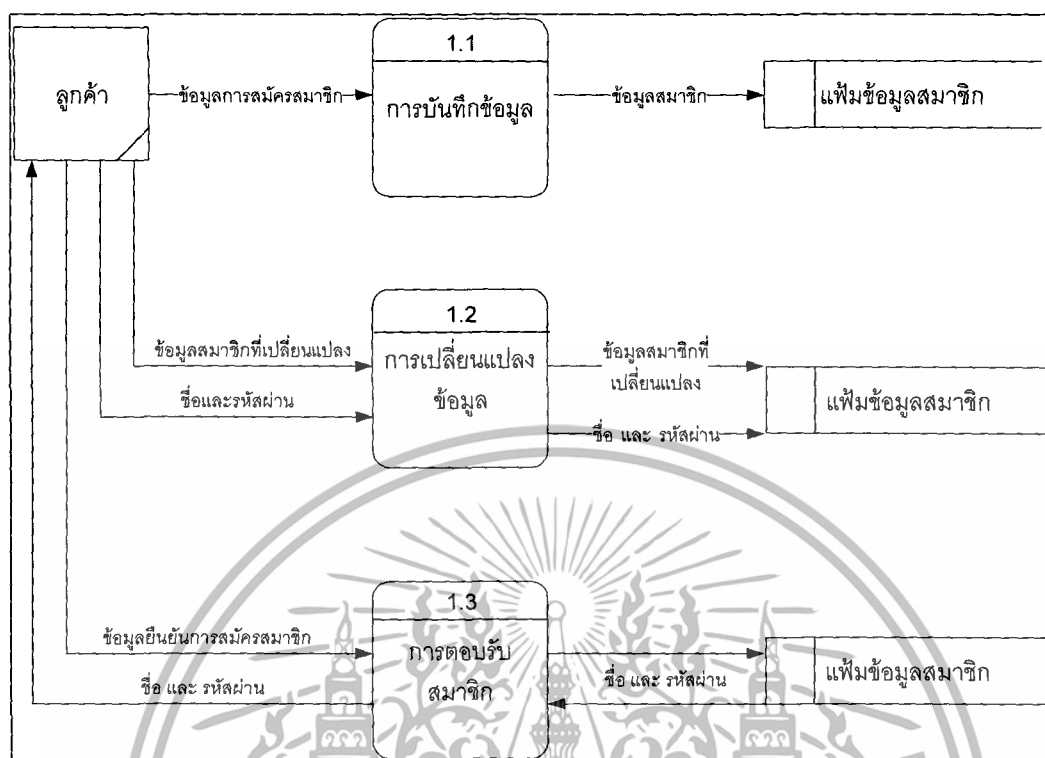 1.1
ลูกค้า
ข้อมูลการสมัครสมาชิก
การบันทึกข้อมูล
ข้อมูลสมาชิก
แฟ้มข้อมูลสมาชิก
1.2
ข้อมูลสมาชิกที่เปลี่ยนแปลง
การเปลี่ยนแปลง
ข้อมูล
ข้อมูลสมาชิกที่
เปลี่ยนแปลง
ชื่อและรหัสผ่าน
ชื่อ และ รหัสผ่าน
แฟ้มข้อมูลสมาชิก
1.3
ข้อมูลยืนยันการสมัครสมาชิก
การตอบรับ
สมาชิก
ชื่อ และ รหัสผ่าน
ชื่อ และ รหัสผ่าน
แฟ้มข้อมูลสมาชิก